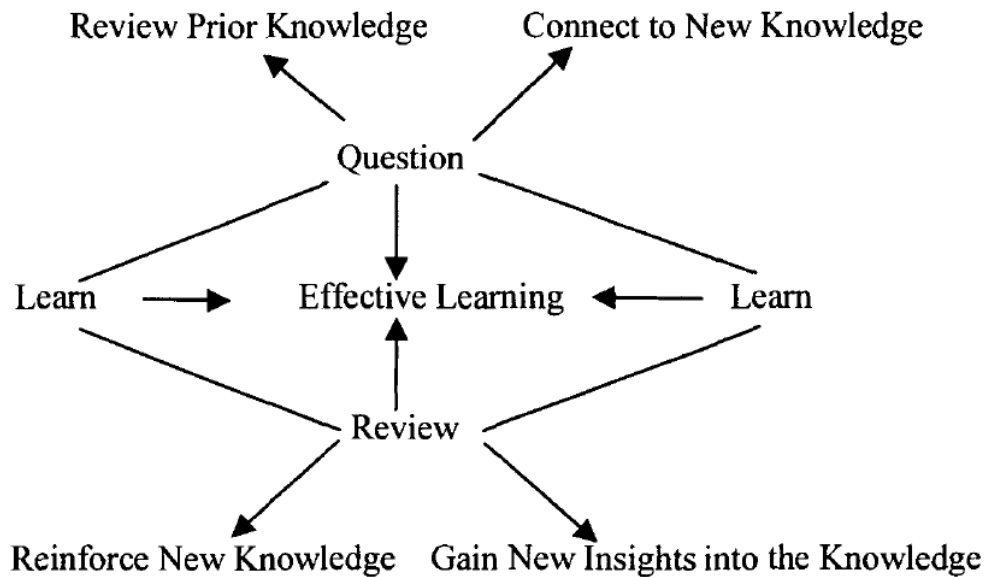 Review Prior Knowledge
Connect to New Knowledge
Question
Learn
Effective Learning
Learn
Review
Reinforce New Knowledge
Gain New Insights into the Knowledge